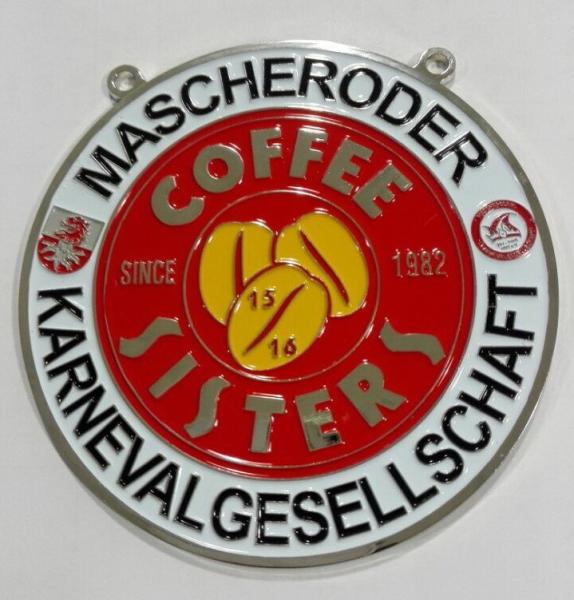 MASCHERODER
KARNEVALGESELLSCHAFT
COFFEE
SINCE 1982
15
16
SISTERS